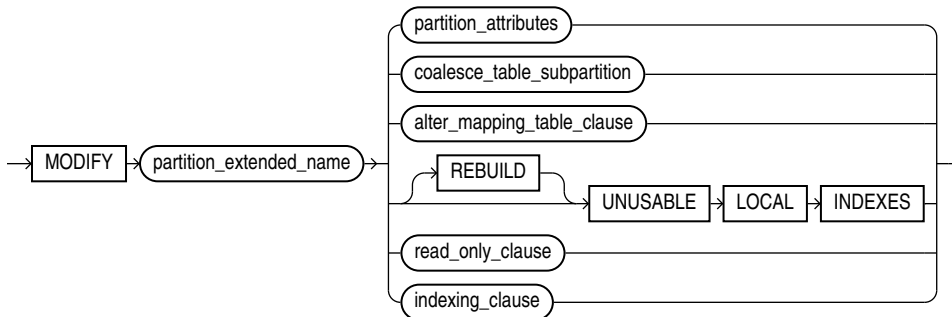 partition_attributes
coalesce_table_subpartition
alter_mapping_table_clause
MODIFY partition_extended_name
REBUILD
UNUSABLE LOCAL INDEXES
read_only_clause
indexing_clause